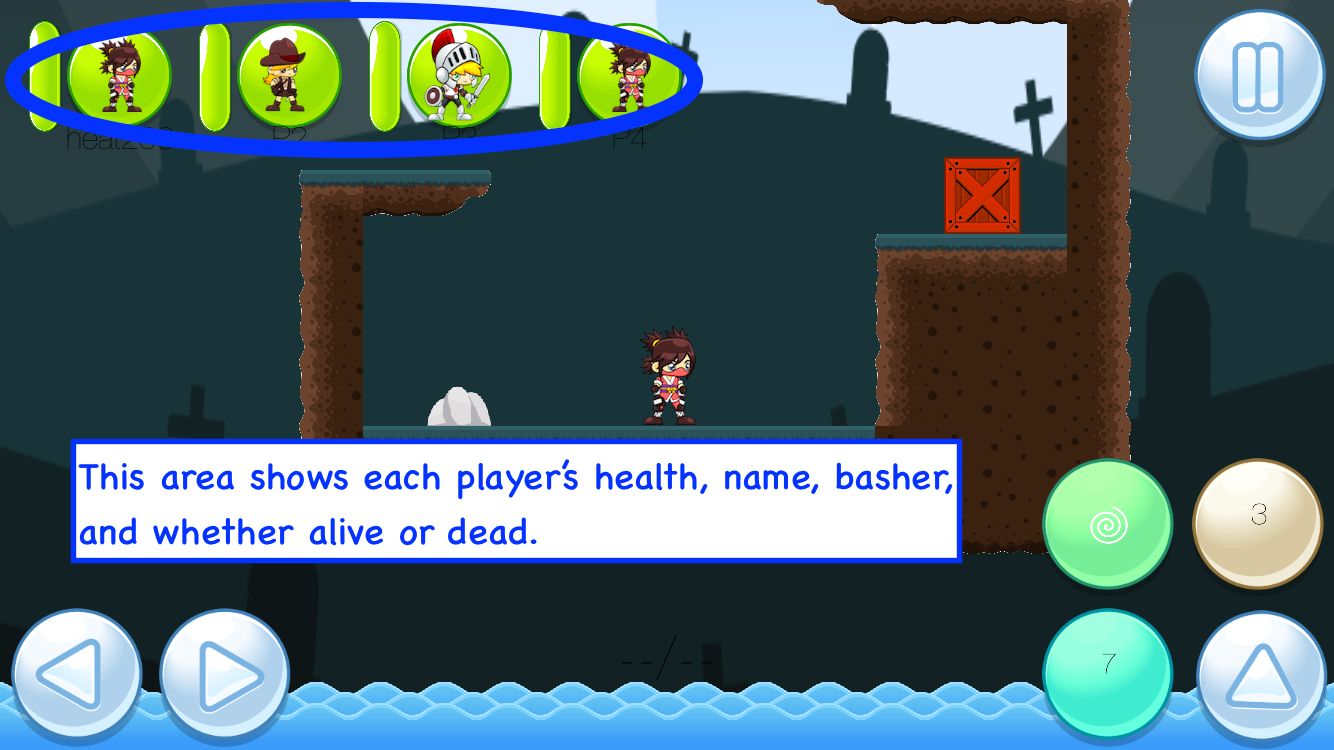 P2
P4
This area shows each player's health, name, basher,
and whether alive or dead.
3
--/--
7